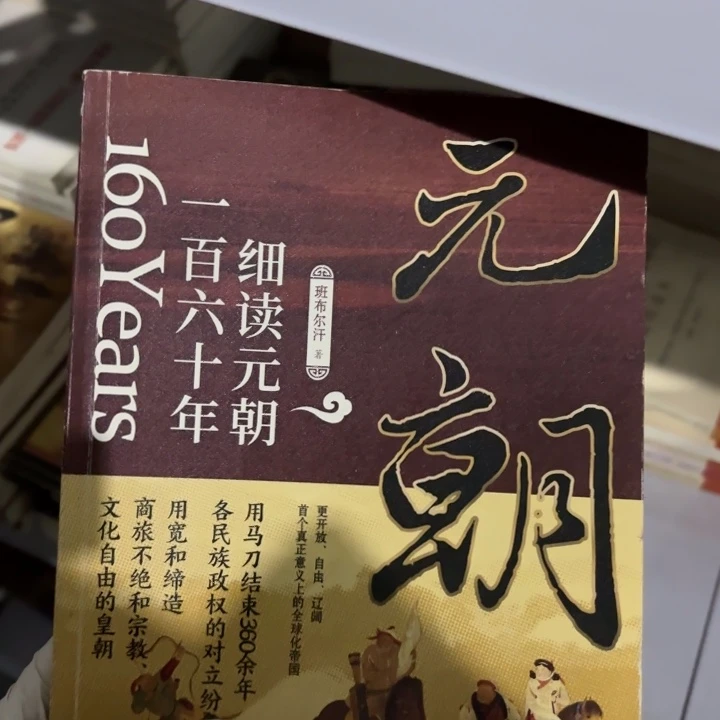 元朝
班布尔汗 著
细读元朝
一百六十年
160 Years
更开放、自由、辽阔
首个真正意义上的全球化帝国
用马刀结束360余年
各民族政权的对立纷
用宽和缔造
商旅不绝和宗教、
文化自由的皇朝